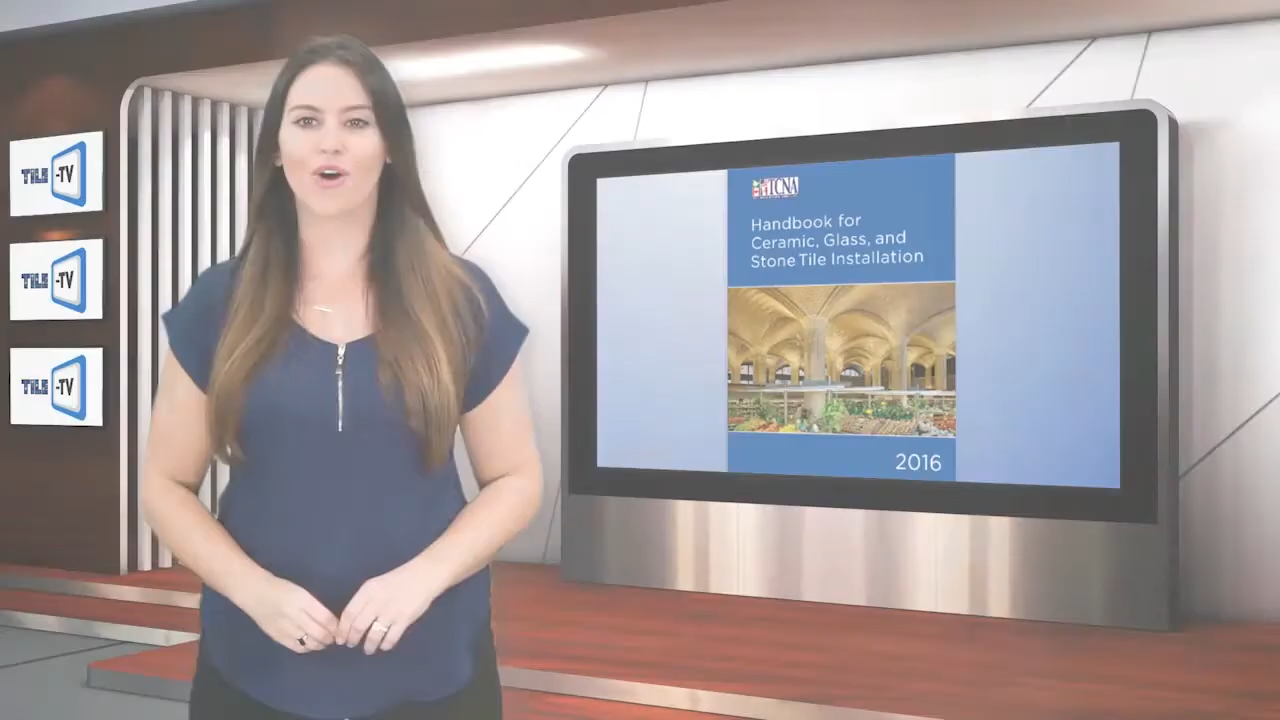 TILE-TV
TILE-TV
TILE-TV
TCNA
Handbook for
Ceramic, Glass, and
Stone Tile Installation
2016